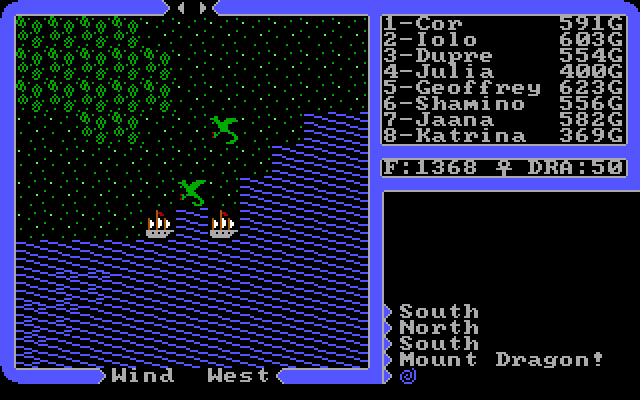 1-Cor 591G
2-Iolo 603G
3-Dupre 554G
4-Julia 400G
5-Geoffrey 623G
6-Shamino 556G
7-Jaana 582G
8-Katrina 369G
F:1368 ♀ DRA:50
South
North
South
Mount Dragon!
Wind West